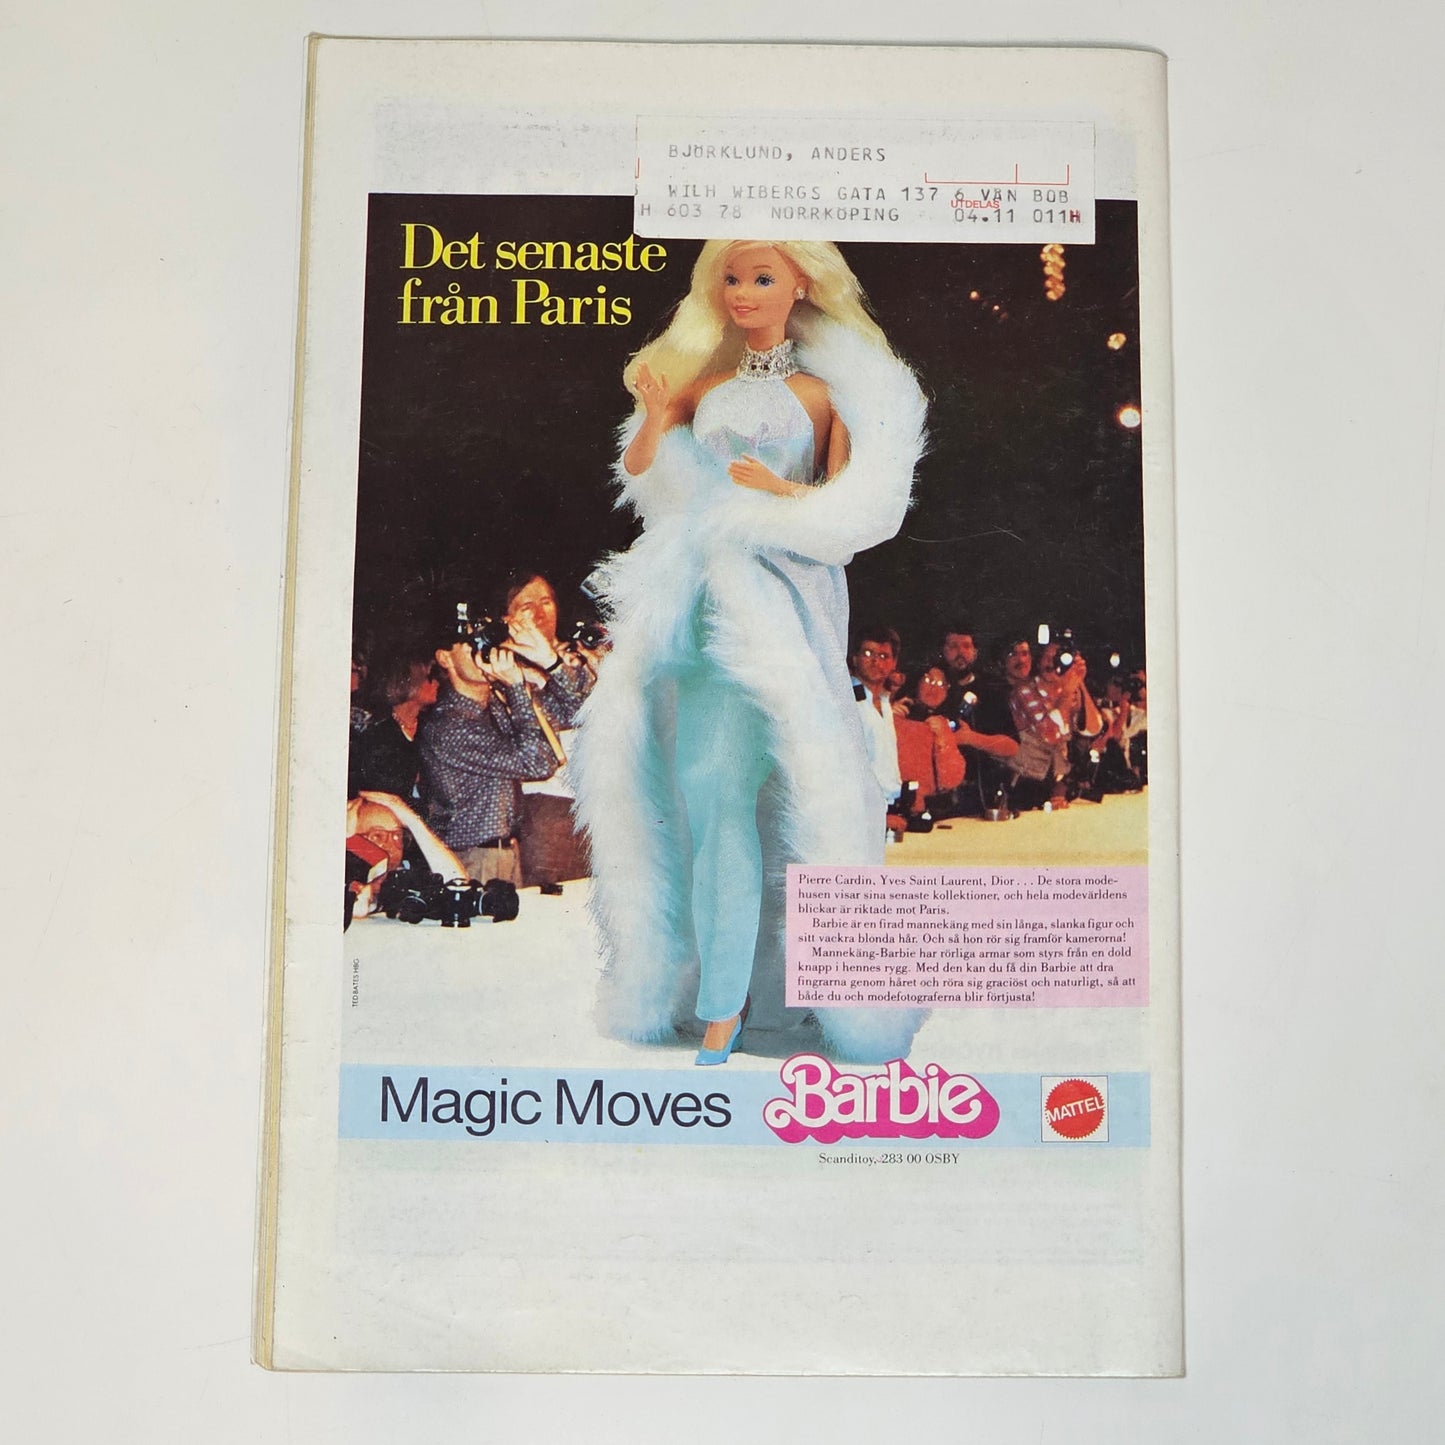 BJÖRKLUND, ANDERS
WILH WIBERGS GATA 137 6 VÅN BOB
UTDELAS
H 603 78 NORRKÖPING 04.11 011H
Det senaste
från Paris
Pierre Cardin, Yves Saint Laurent, Dior . . . De stora mode-
husen visar sina senaste kollektioner, och hela modevärldens
blickar är riktade mot Paris.
Barbie är en firad mannekäng med sin långa, slanka figur och
sitt vackra blonda hår. Och så hon rör sig framför kamerorna!
Mannekäng-Barbie har rörliga armar som styrs från en dold
knapp i hennes rygg. Med den kan du få din Barbie att dra
fingrarna genom håret och röra sig graciöst och naturligt, så att
både du och modefotograferna blir förtjusta!
TED BATES HBG
Magic Moves Barbie MATTEL
Scanditoy, 283 00 OSBY